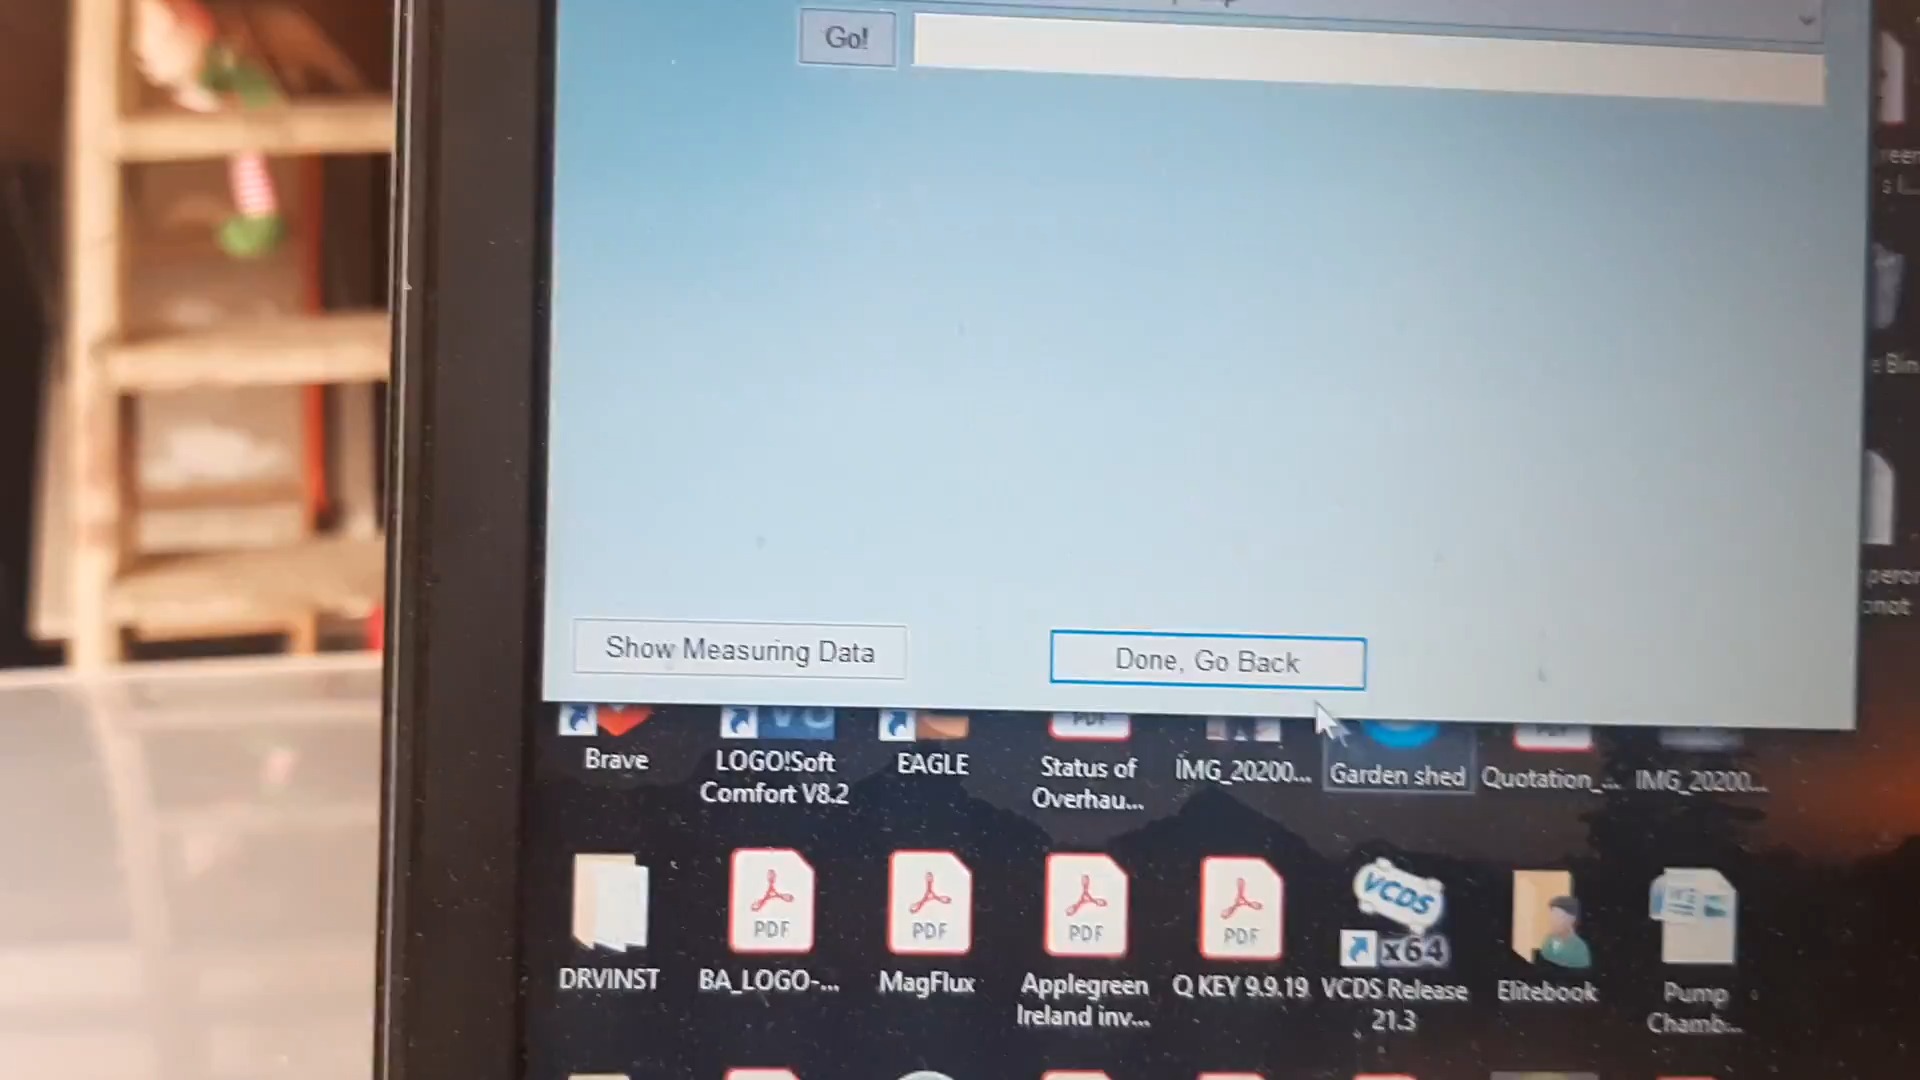 Go!
Show Measuring Data
Done, Go Back
Brave
LOGO!Soft
Comfort V8.2
EAGLE
PDF
Status of
Overhau...
IMG_20200...
Garden shed
Quotation_...
IMG_20200...
e Bin
PDF
PDF
PDF
PDF
VCDS
x64
DRVINST
BA_LOGO-...
MagFlux
Applegreen
Ireland inv...
Q KEY 9.9.19
VCDS Release
21.3
Elitebook
Pump
Chamb...